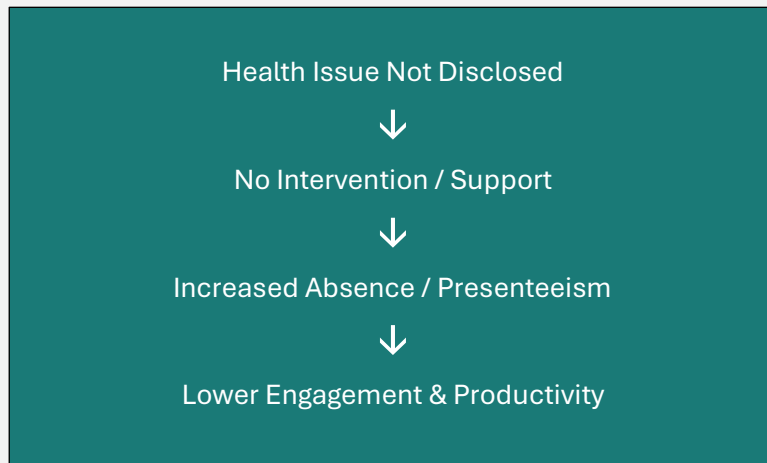 Health Issue Not Disclosed
↓
No Intervention / Support
↓
Increased Absence / Presenteeism
↓
Lower Engagement & Productivity